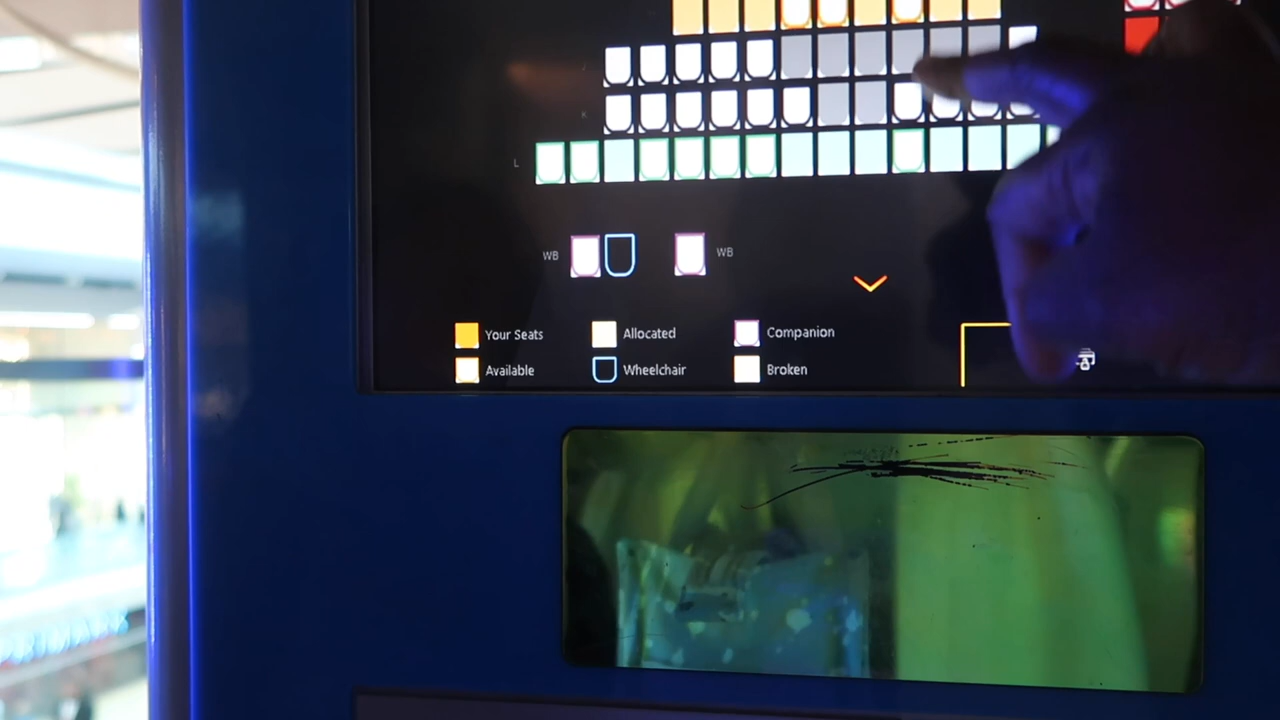 K
L
WB WB
Your Seats Allocated Companion
Available Wheelchair Broken